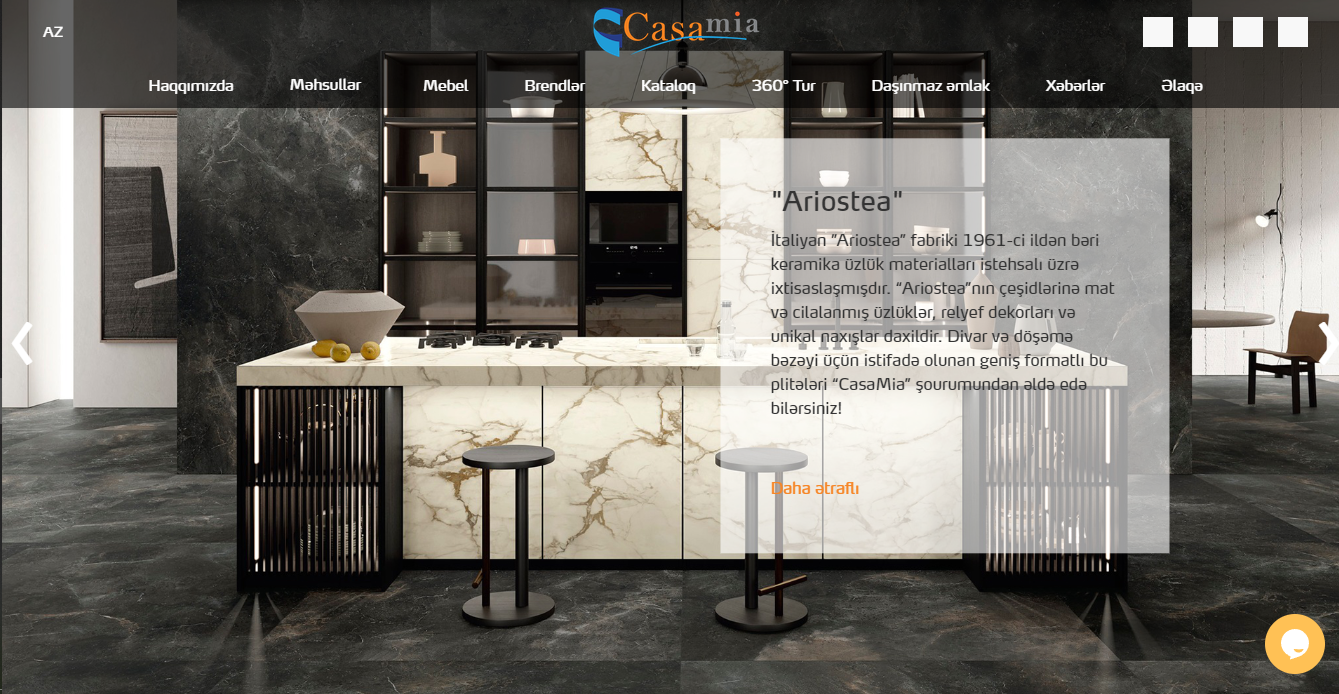 AZ
Casamia
Haqqımızda Məhsullar Mebel Brendlər Kataloq 360° Tur Daşınmaz əmlak Xəbərlər Əlaqə
"Ariostea"
İtaliyan “Ariostea” fabriki 1961-ci ildən bəri
keramika üzlük materialları istehsalı üzrə
ixtisaslaşmışdır. “Ariostea”nın çeşidlərinə mat
və cilalanmış üzlüklər, relyef dekorları və
unikal naxışlar daxildir. Divar və döşəmə
bəzəyi üçün istifadə olunan geniş formatlı bu
plitələri “CasaMia” şourumundan əldə edə
bilərsiniz!
Daha ətraflı